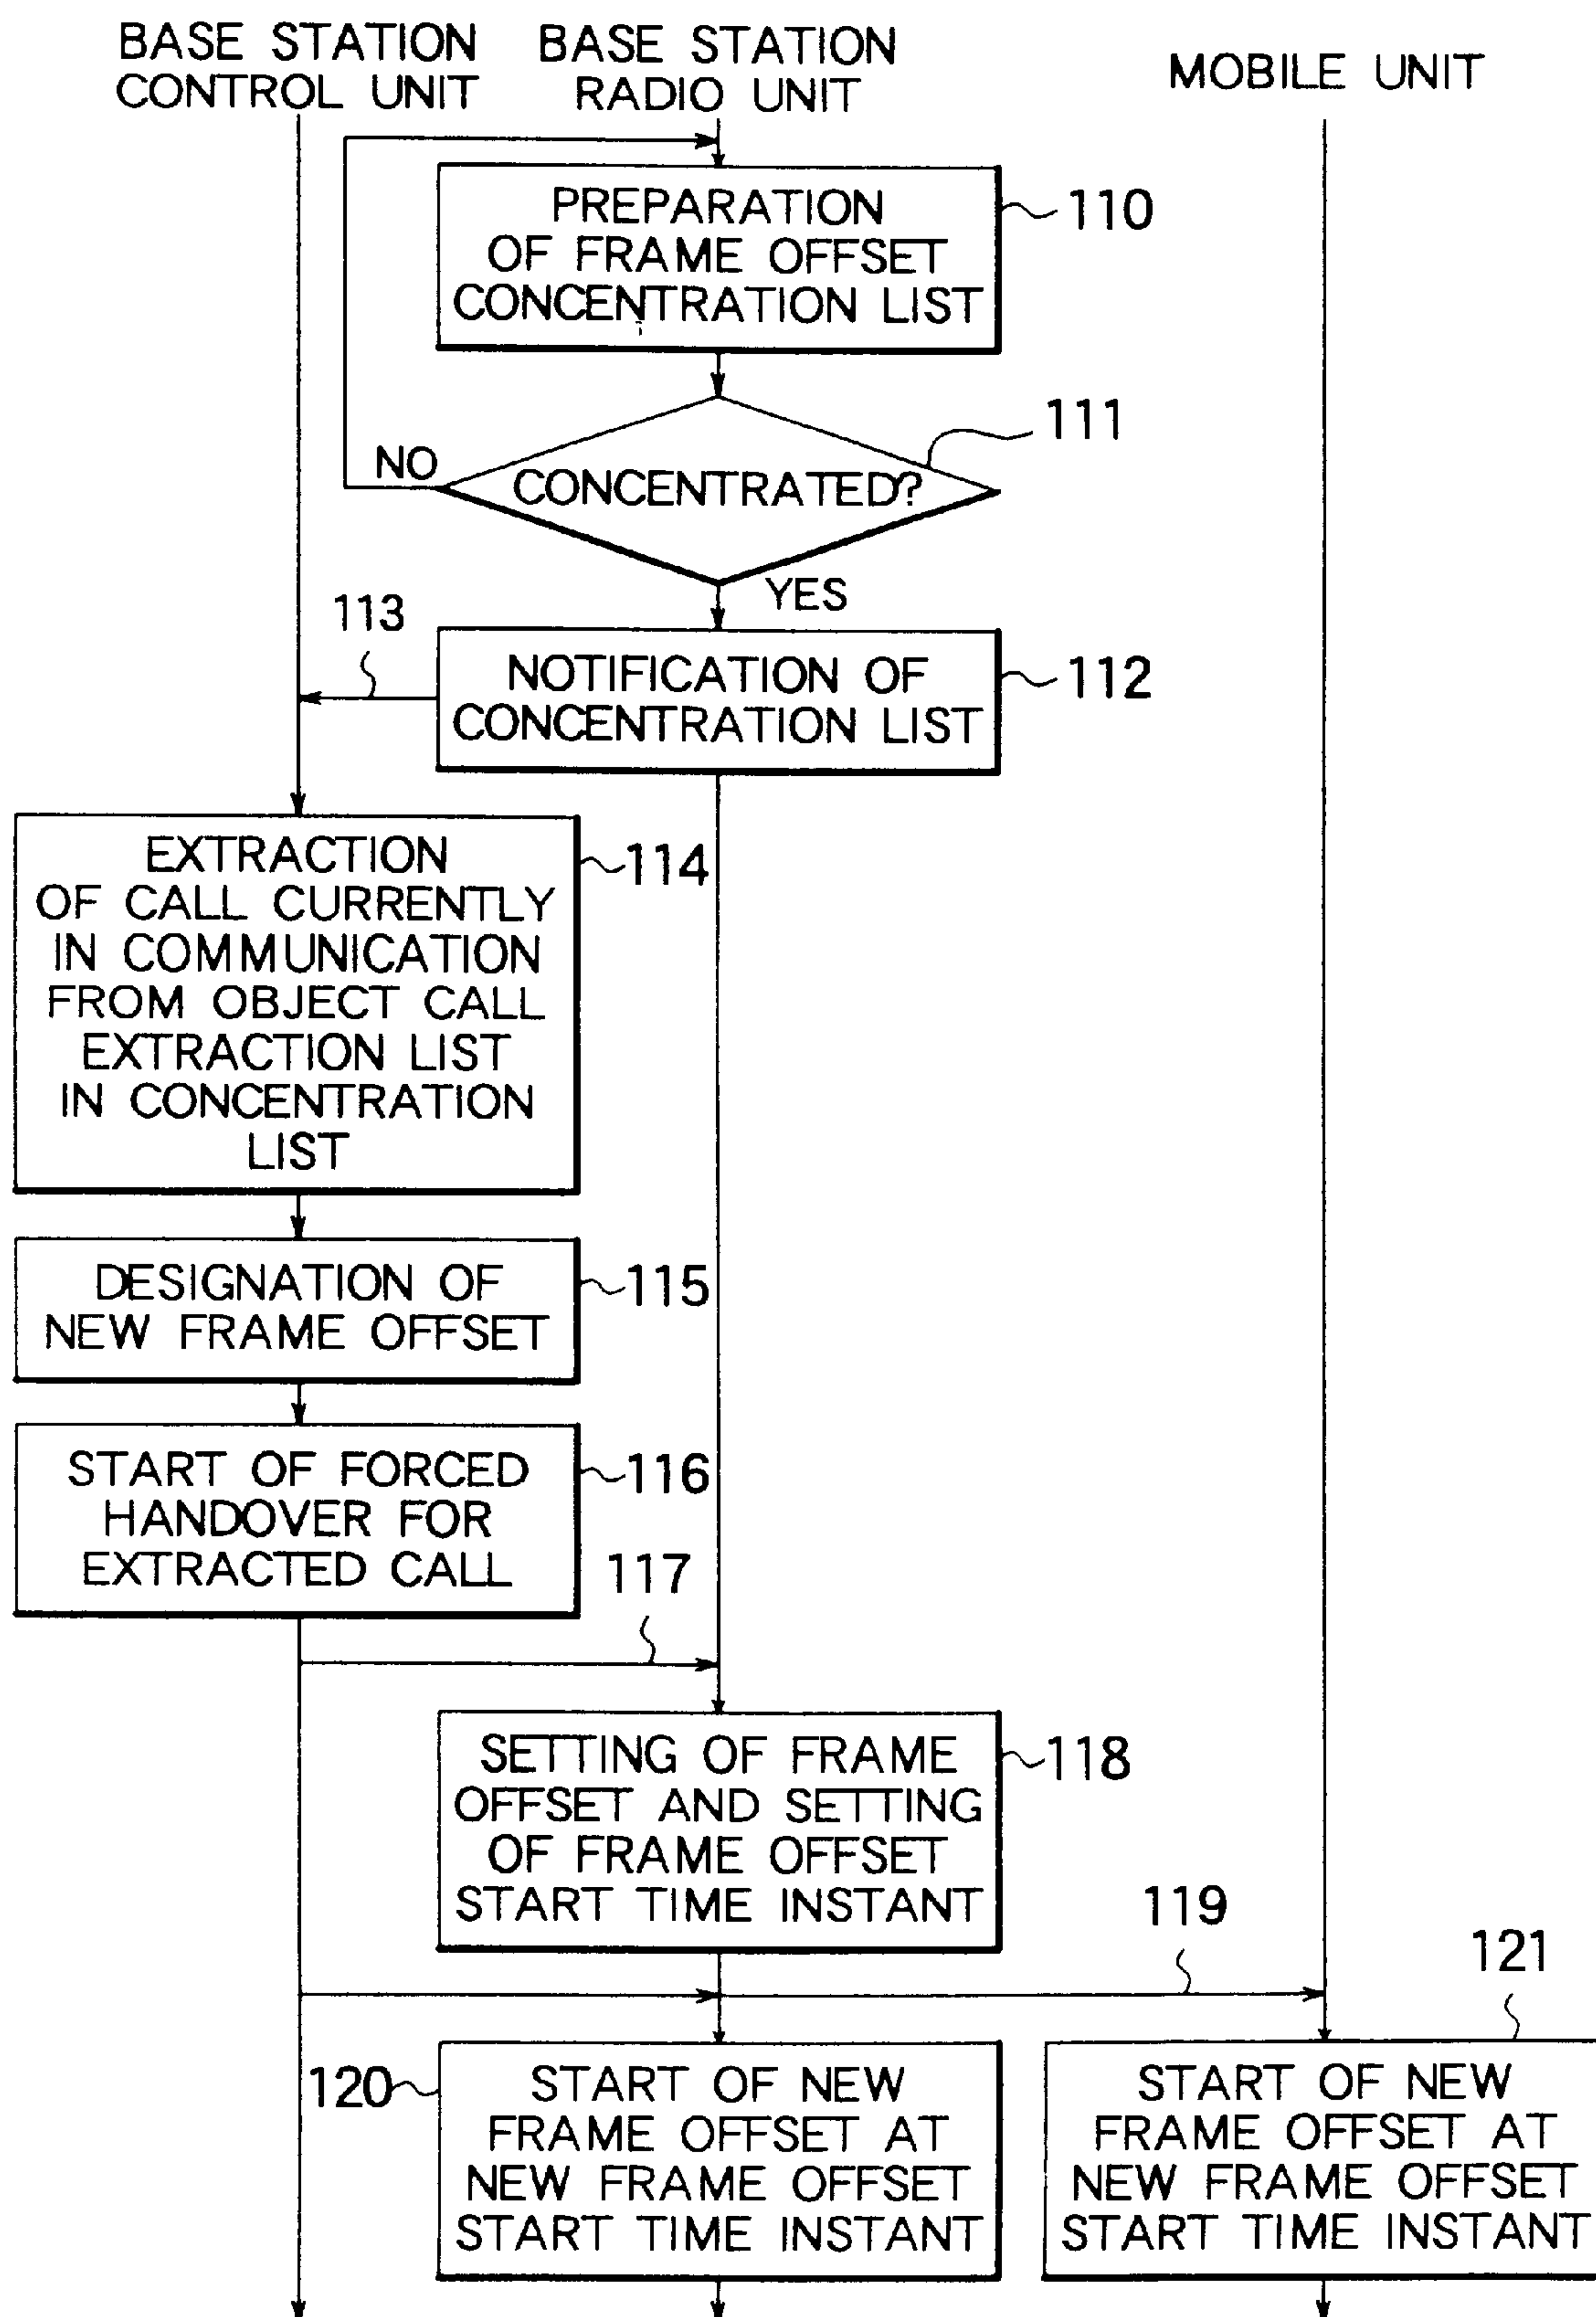 BASE STATION
CONTROL UNIT
BASE STATION
RADIO UNIT
MOBILE UNIT
PREPARATION
OF FRAME OFFSET
CONCENTRATION LIST
110
111
NO
CONCENTRATED?
YES
113
NOTIFICATION OF
CONCENTRATION LIST
112
EXTRACTION
OF CALL CURRENTLY
IN COMMUNICATION
FROM OBJECT CALL
EXTRACTION LIST
IN CONCENTRATION
LIST
114
DESIGNATION OF
NEW FRAME OFFSET
115
START OF FORCED
HANDOVER FOR
EXTRACTED CALL
116
117
SETTING OF FRAME
OFFSET AND SETTING
OF FRAME OFFSET
START TIME INSTANT
118
119
121
120
START OF NEW
FRAME OFFSET AT
NEW FRAME OFFSET
START TIME INSTANT
START OF NEW
FRAME OFFSET AT
NEW FRAME OFFSET
START TIME INSTANT